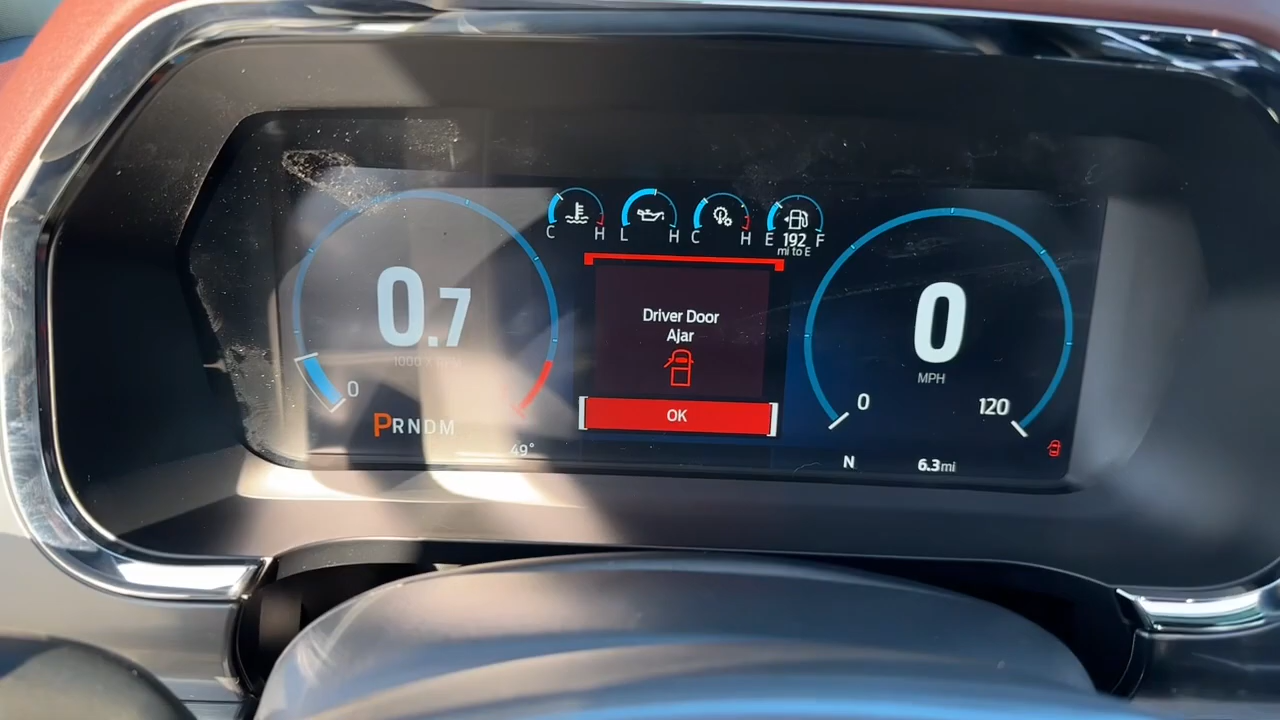 C H L H C H E F
192
mi to E
0.7
1000 X RPM
0
PRNDM
49°
Driver Door
Ajar
OK
0
MPH
0 120
N 6.3mi